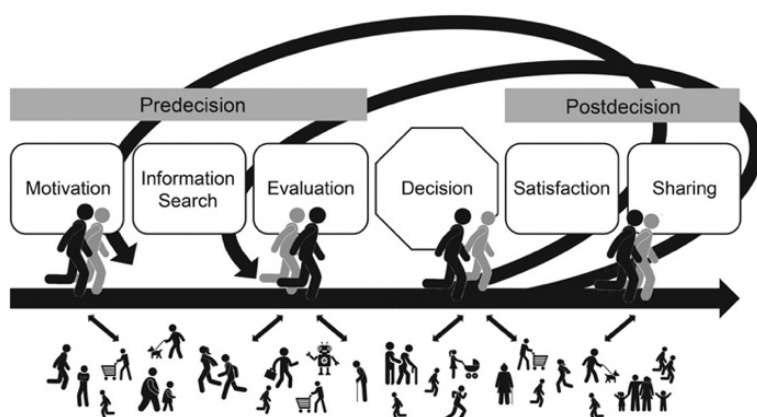 Predecision
Postdecision
Motivation
Information
Search
Evaluation
Decision
Satisfaction
Sharing